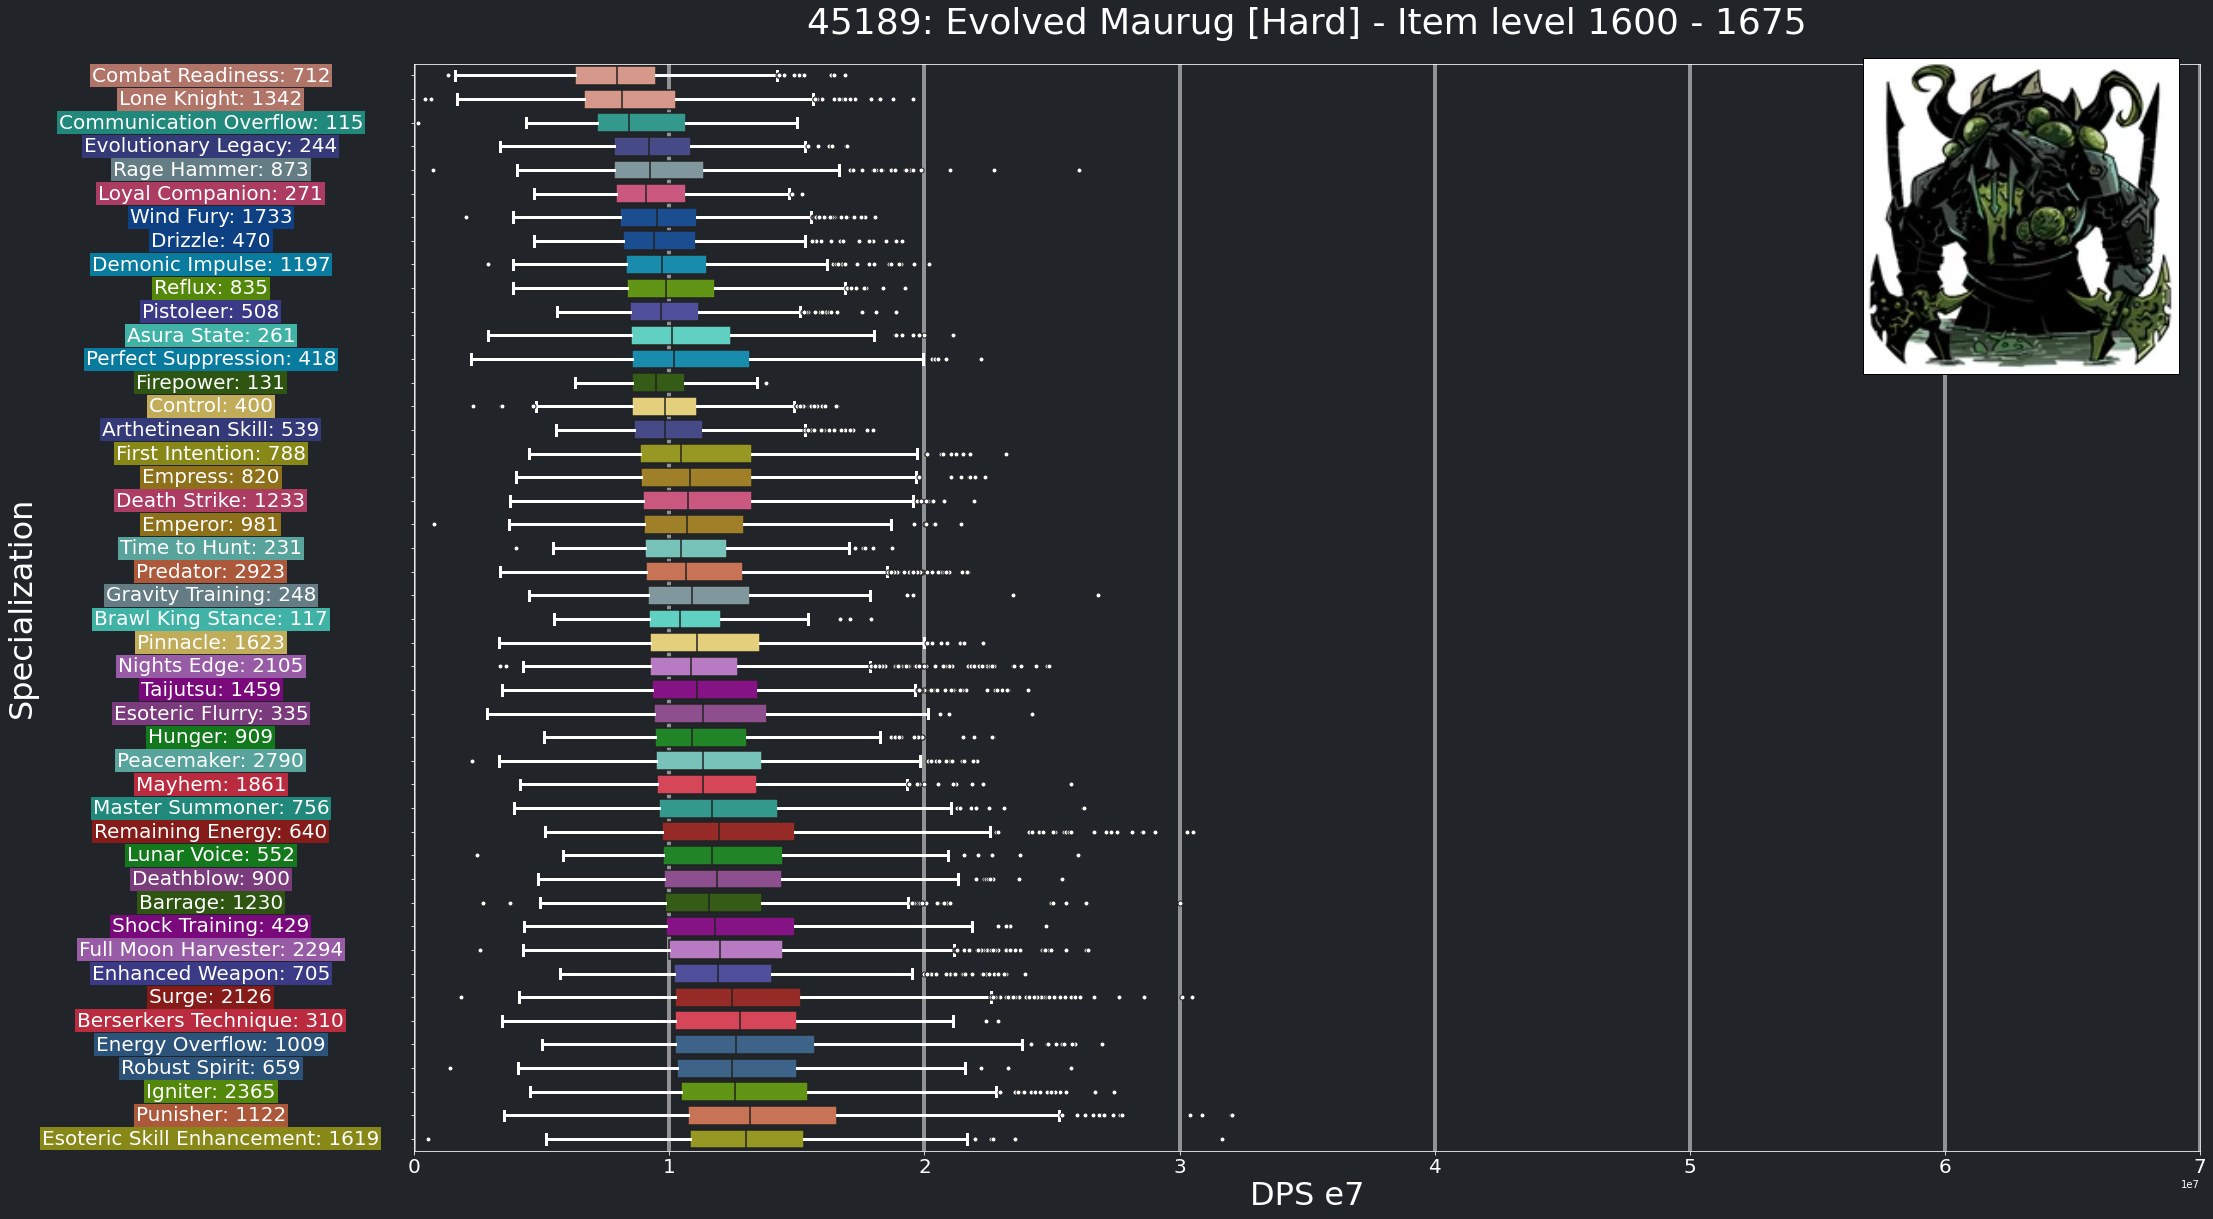 45189: Evolved Maurug [Hard] - Item level 1600 - 1675
Combat Readiness: 712
Lone Knight: 1342
Communication Overflow: 115
Evolutionary Legacy: 244
Rage Hammer: 873
Loyal Companion: 271
Wind Fury: 1733
Drizzle: 470
Demonic Impulse: 1197
Reflux: 835
Pistoleer: 508
Asura State: 261
Perfect Suppression: 418
Firepower: 131
Control: 400
Arthetinean Skill: 539
First Intention: 788
Empress: 820
Death Strike: 1233
Emperor: 981
Time to Hunt: 231
Predator: 2923
Gravity Training: 248
Brawl King Stance: 117
Pinnacle: 1623
Nights Edge: 2105
Taijutsu: 1459
Esoteric Flurry: 335
Hunger: 909
Peacemaker: 2790
Mayhem: 1861
Master Summoner: 756
Remaining Energy: 640
Lunar Voice: 552
Deathblow: 900
Barrage: 1230
Shock Training: 429
Full Moon Harvester: 2294
Enhanced Weapon: 705
Surge: 2126
Berserkers Technique: 310
Energy Overflow: 1009
Robust Spirit: 659
Igniter: 2365
Punisher: 1122
Esoteric Skill Enhancement: 1619
Specialization
0 1 2 3 4 5 6 7
1e7
DPS e7